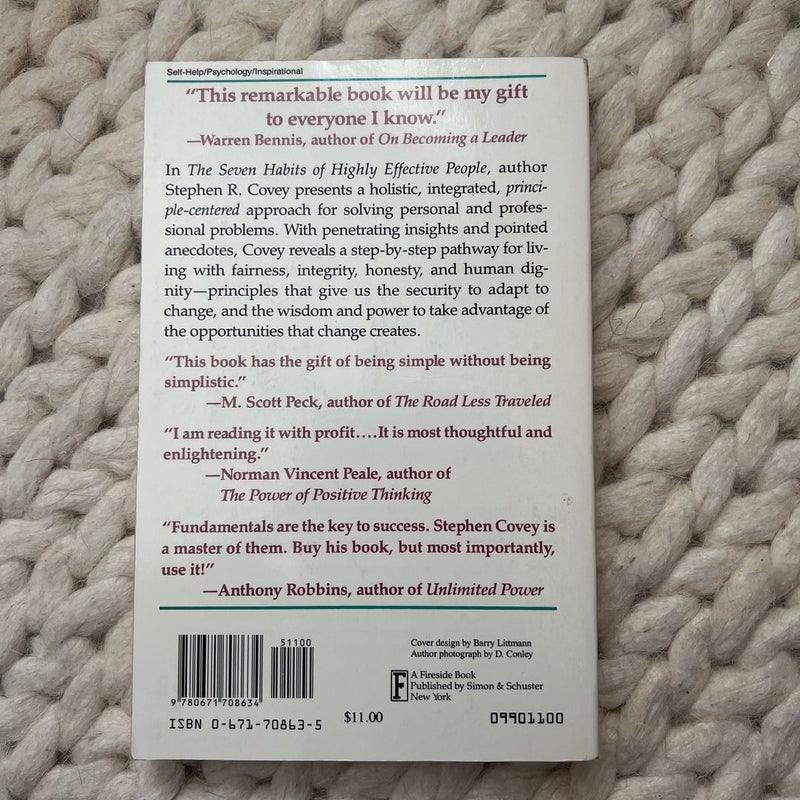 Self-Help/Psychology/Inspirational
“This remarkable book will be my gift
to everyone I know.”
—Warren Bennis, author of On Becoming a Leader
In The Seven Habits of Highly Effective People, author
Stephen R. Covey presents a holistic, integrated, princi-
ple-centered approach for solving personal and profes-
sional problems. With penetrating insights and pointed
anecdotes, Covey reveals a step-by-step pathway for liv-
ing with fairness, integrity, honesty, and human dig-
nity—principles that give us the security to adapt to
change, and the wisdom and power to take advantage of
the opportunities that change creates.
“This book has the gift of being simple without being
simplistic.”
—M. Scott Peck, author of The Road Less Traveled
“I am reading it with profit....It is most thoughtful and
enlightening.”
—Norman Vincent Peale, author of
The Power of Positive Thinking
“Fundamentals are the key to success. Stephen Covey is
a master of them. Buy his book, but most importantly,
use it!”
—Anthony Robbins, author of Unlimited Power
51100
9 780671 708634
ISBN 0-671-70863-5
$11.00
Cover design by Barry Littmann
Author photograph by D. Conley
F
A Fireside Book
Published by Simon & Schuster
New York
09901100